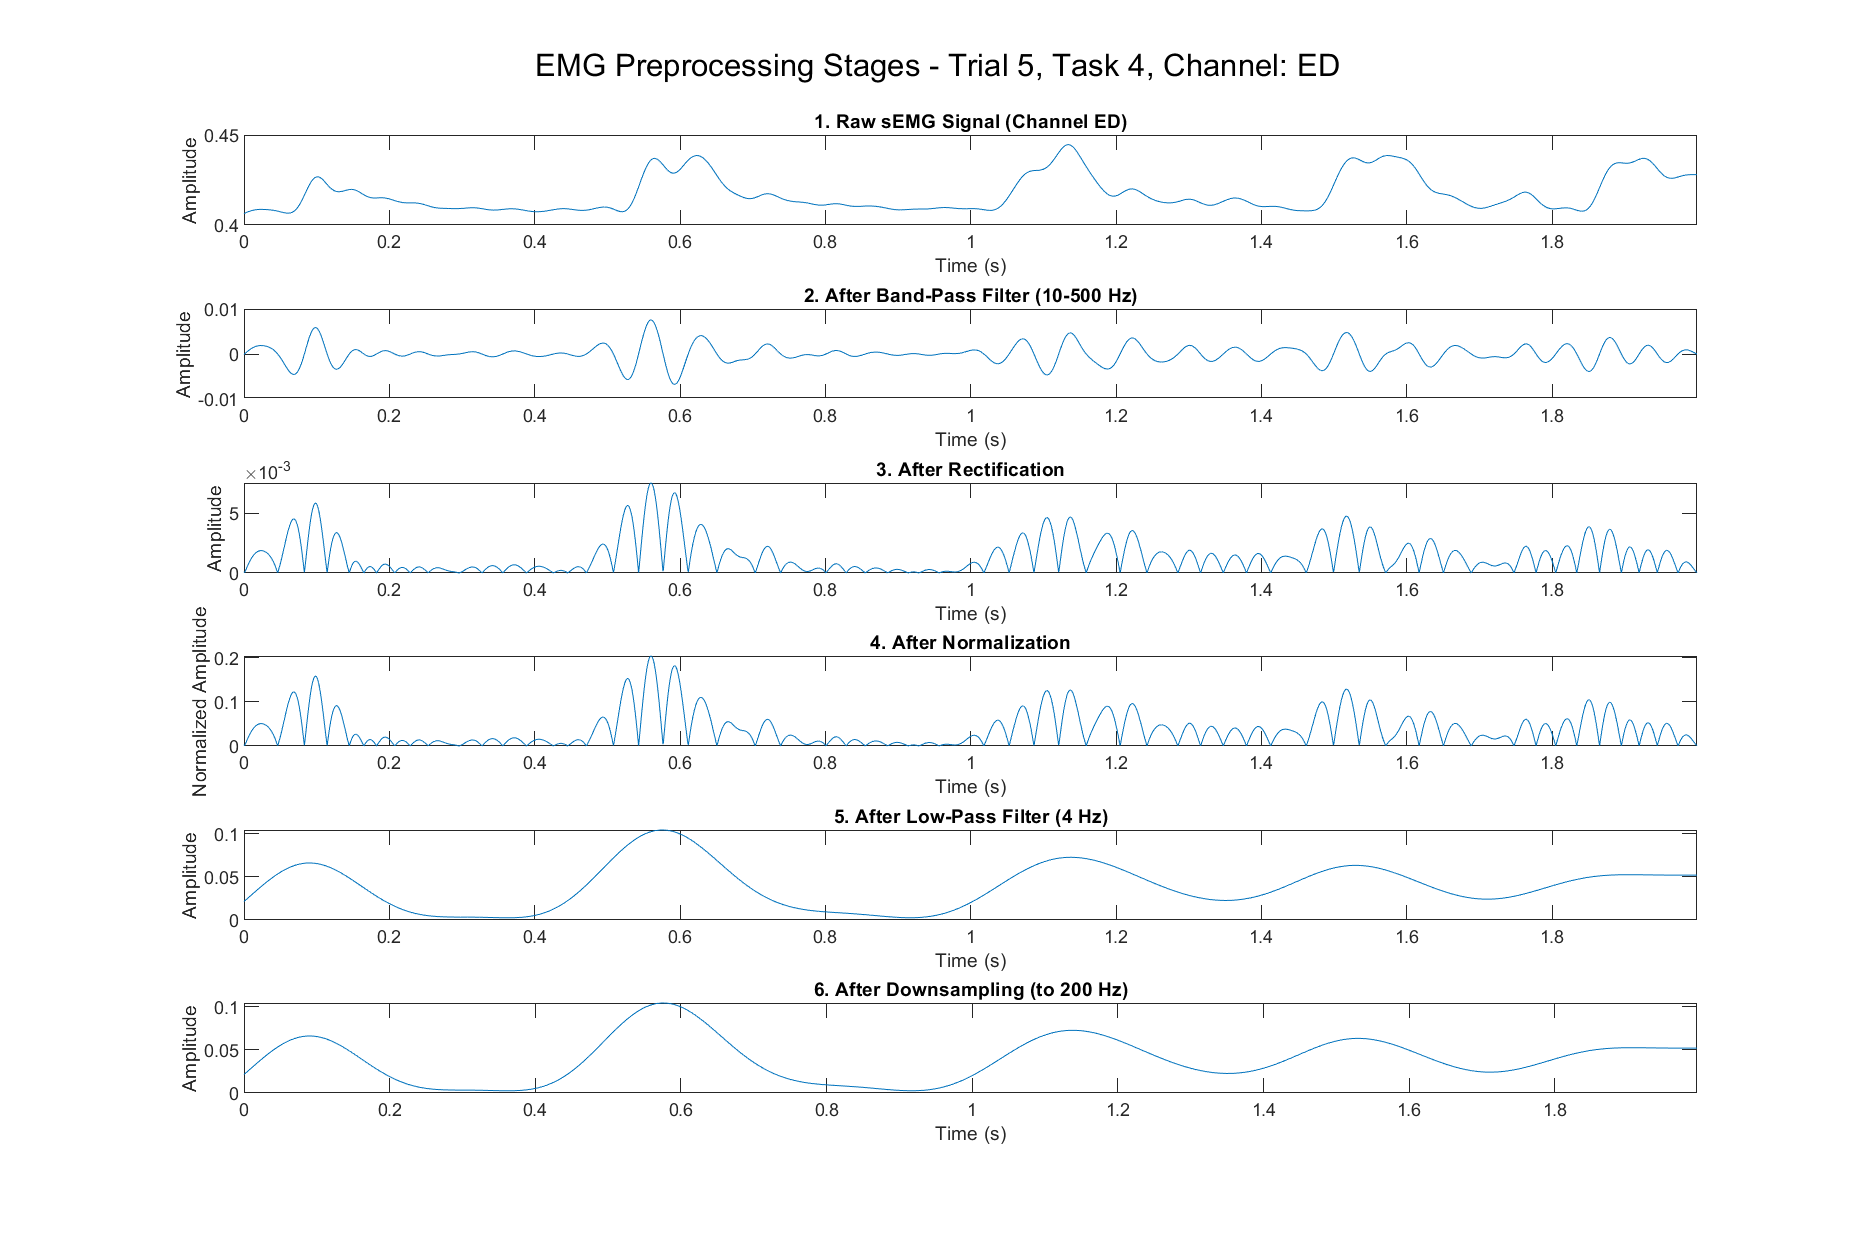 EMG Preprocessing Stages - Trial 5, Task 4, Channel: ED
1. Raw sEMG Signal (Channel ED)
Amplitude
0.45
0.4
0 0.2 0.4 0.6 0.8 1 1.2 1.4 1.6 1.8
Time (s)
2. After Band-Pass Filter (10-500 Hz)
Amplitude
0.01
0
-0.01
0 0.2 0.4 0.6 0.8 1 1.2 1.4 1.6 1.8
Time (s)
3. After Rectification
×10-3
Amplitude
5
0
0 0.2 0.4 0.6 0.8 1 1.2 1.4 1.6 1.8
Time (s)
4. After Normalization
Normalized Amplitude
0.2
0.1
0
0 0.2 0.4 0.6 0.8 1 1.2 1.4 1.6 1.8
Time (s)
5. After Low-Pass Filter (4 Hz)
Amplitude
0.1
0.05
0
0 0.2 0.4 0.6 0.8 1 1.2 1.4 1.6 1.8
Time (s)
6. After Downsampling (to 200 Hz)
Amplitude
0.1
0.05
0
0 0.2 0.4 0.6 0.8 1 1.2 1.4 1.6 1.8
Time (s)